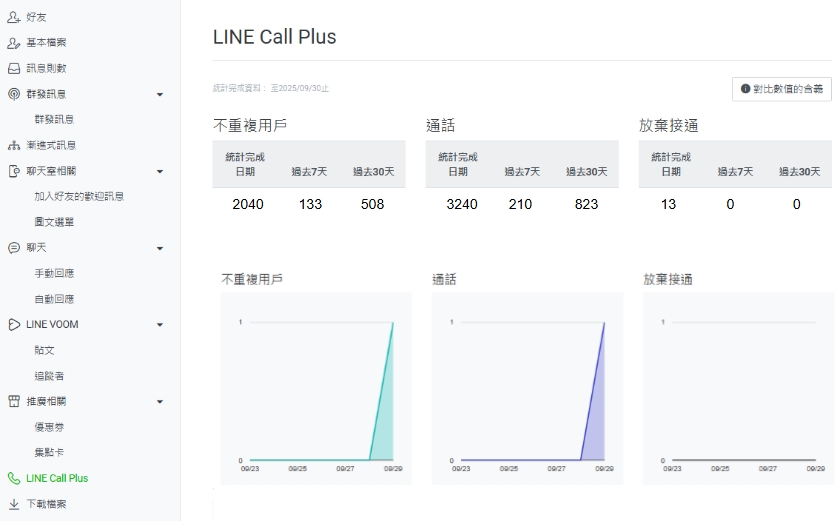 好友
基本檔案
訊息則數
群發訊息
群發訊息
漸進式訊息
聊天室相關
加入好友的歡迎訊息
圖文選單
聊天
手動回應
自動回應
LINE VOOM
貼文
追蹤者
推廣相關
優惠券
集點卡
LINE Call Plus
下載檔案
LINE Call Plus
統計完成資料： 至2025/09/30止
對比數值的含義
不重複用戶
統計完成
日期 過去7天 過去30天
2040 133 508
通話
統計完成
日期 過去7天 過去30天
3240 210 823
放棄接通
統計完成
日期 過去7天 過去30天
13 0 0
不重複用戶
1
0
09/23 09/25 09/27 09/29
通話
1
0
09/23 09/25 09/27 09/29
放棄接通
1
0
09/23 09/25 09/27 09/29